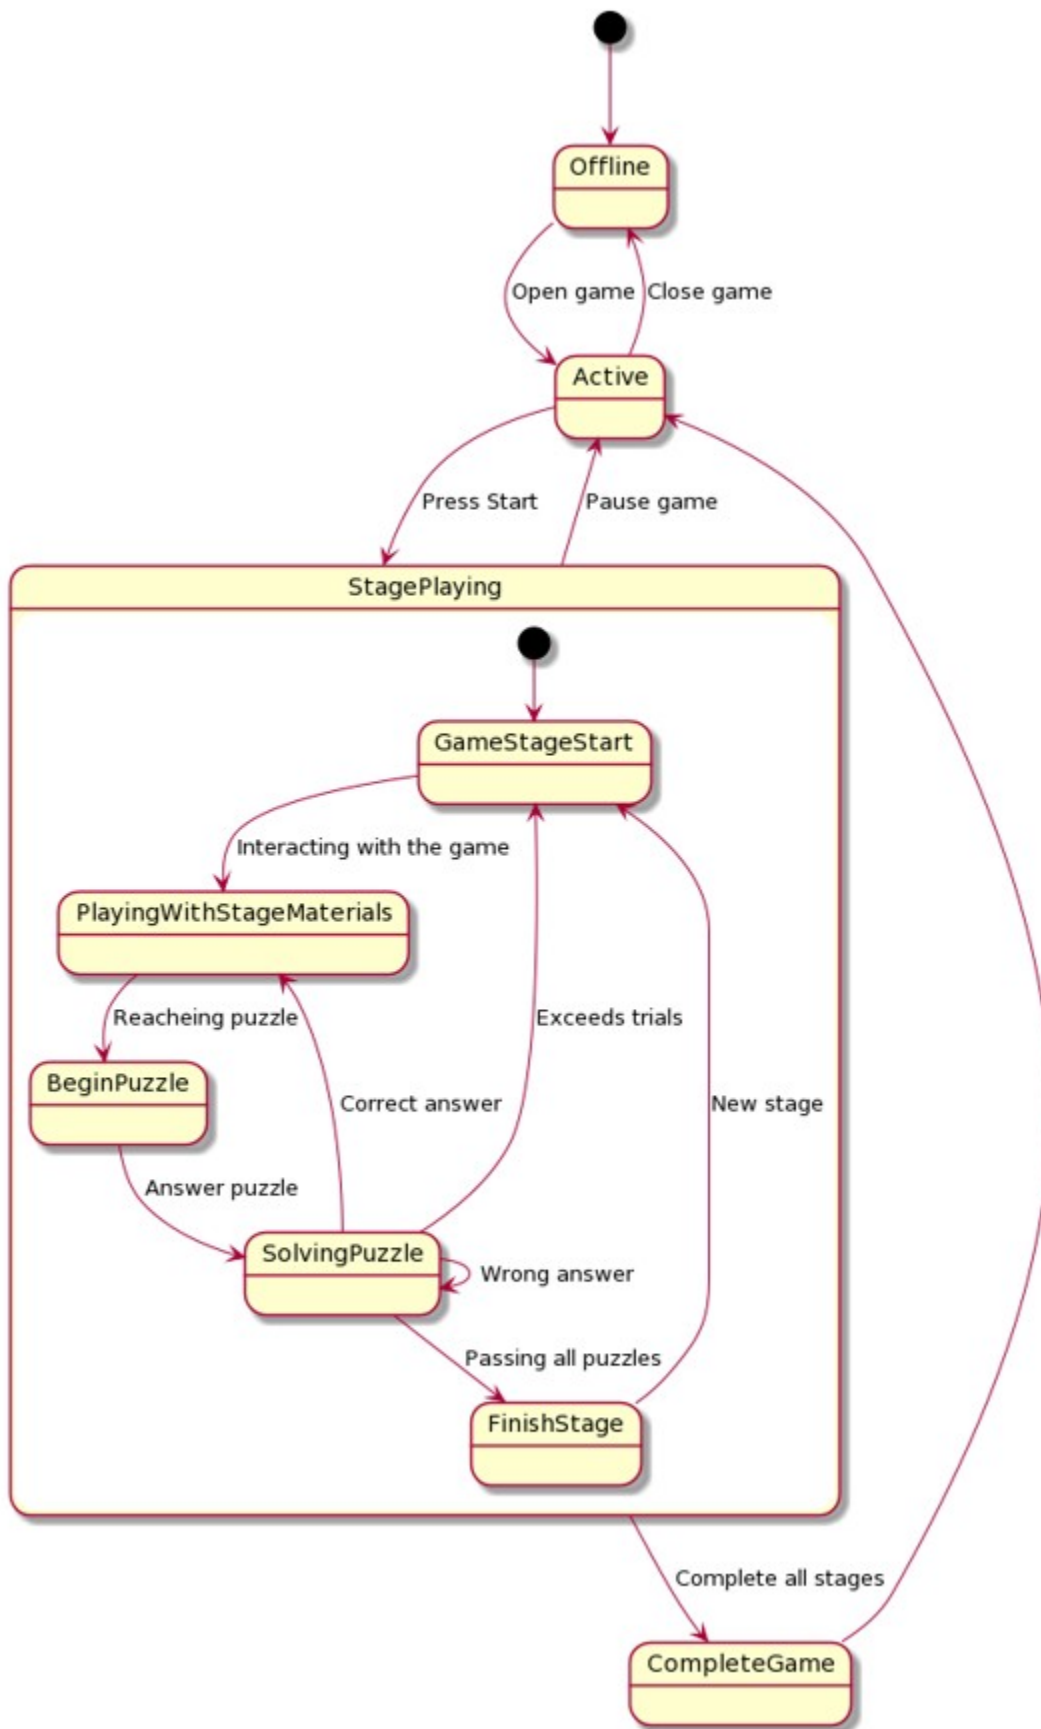 Offline
Open game
Close game
Active
Press Start
Pause game
StagePlaying
GameStageStart
Interacting with the game
PlayingWithStageMaterials
Reacheing puzzle
Exceeds trials
BeginPuzzle
Correct answer
New stage
Answer puzzle
SolvingPuzzle
Wrong answer
Passing all puzzles
FinishStage
Complete all stages
CompleteGame